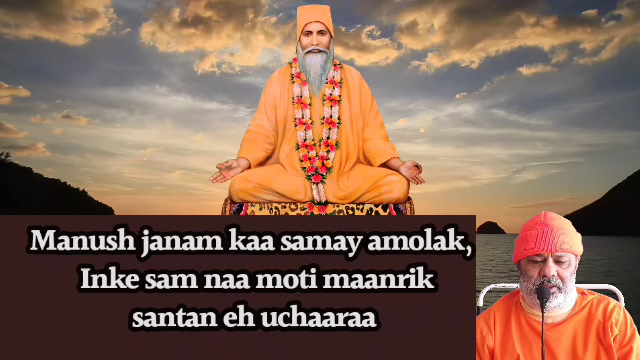 Manush janam kaa samay amolak,
Inke sam naa moti maanrik
santan eh uchaaraa